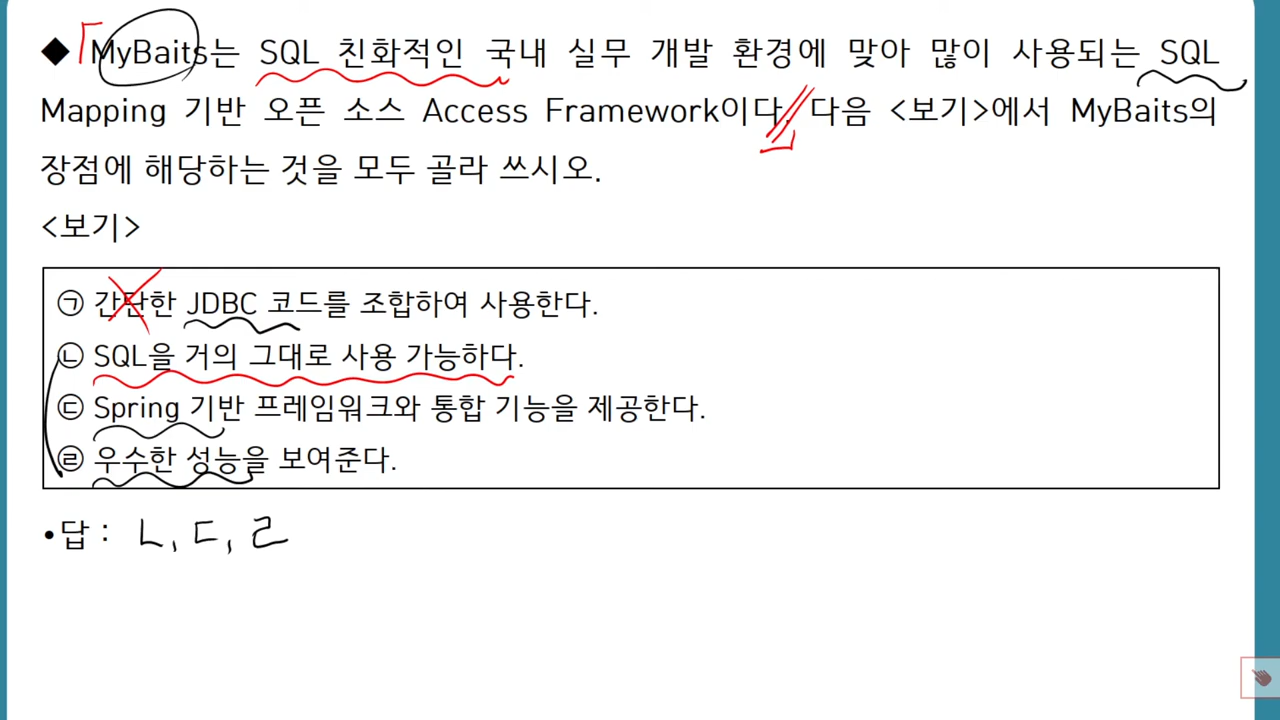 ◆ MyBaits는 SQL 친화적인 국내 실무 개발 환경에 맞아 많이 사용되는 SQL
Mapping 기반 오픈 소스 Access Framework이다. 다음 <보기>에서 MyBaits의
장점에 해당하는 것을 모두 골라 쓰시오.
<보기>
㉠ 간단한 JDBC 코드를 조합하여 사용한다.
㉡ SQL을 거의 그대로 사용 가능하다.
㉢ Spring 기반 프레임워크와 통합 기능을 제공한다.
㉣ 우수한 성능을 보여준다.
•답 : ㄴ, ㄷ, ㄹ